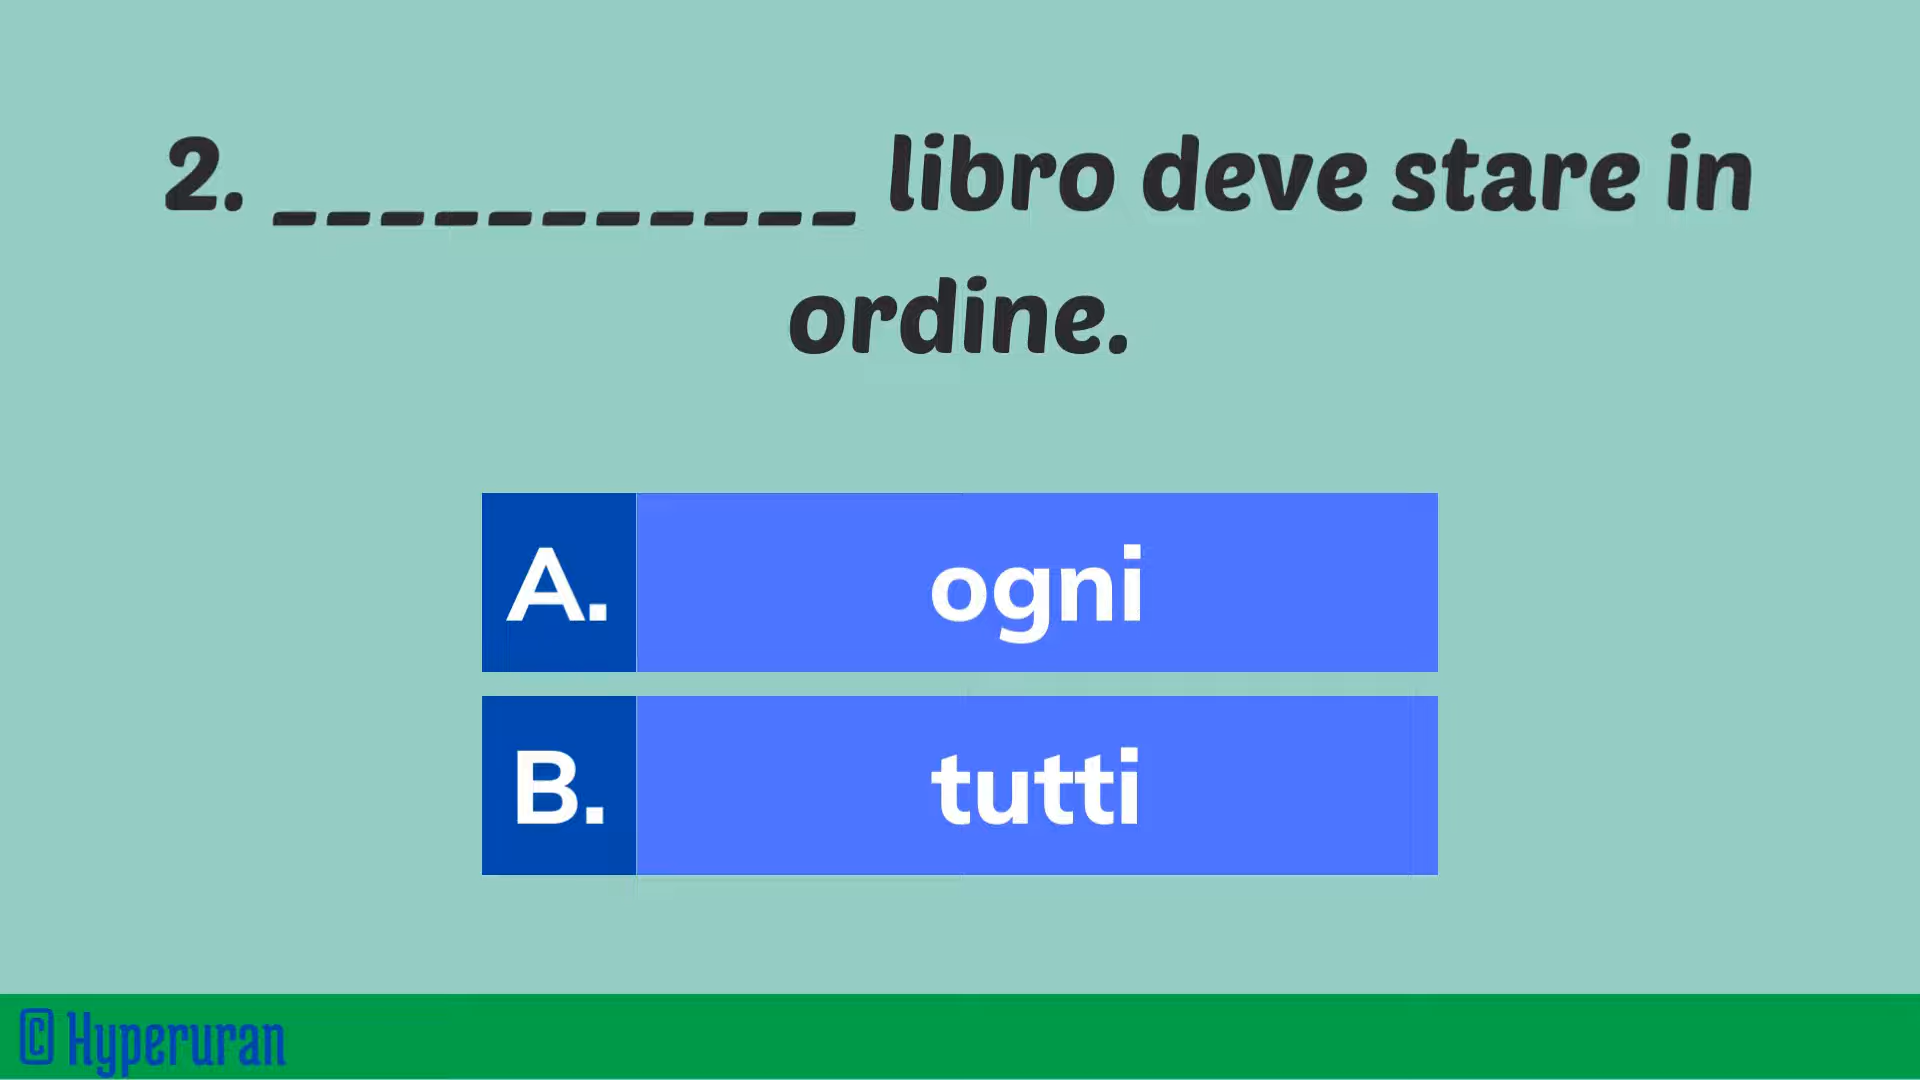 2. ___________ libro deve stare in
ordine.
A. ogni
B. tutti
© Hyperuran